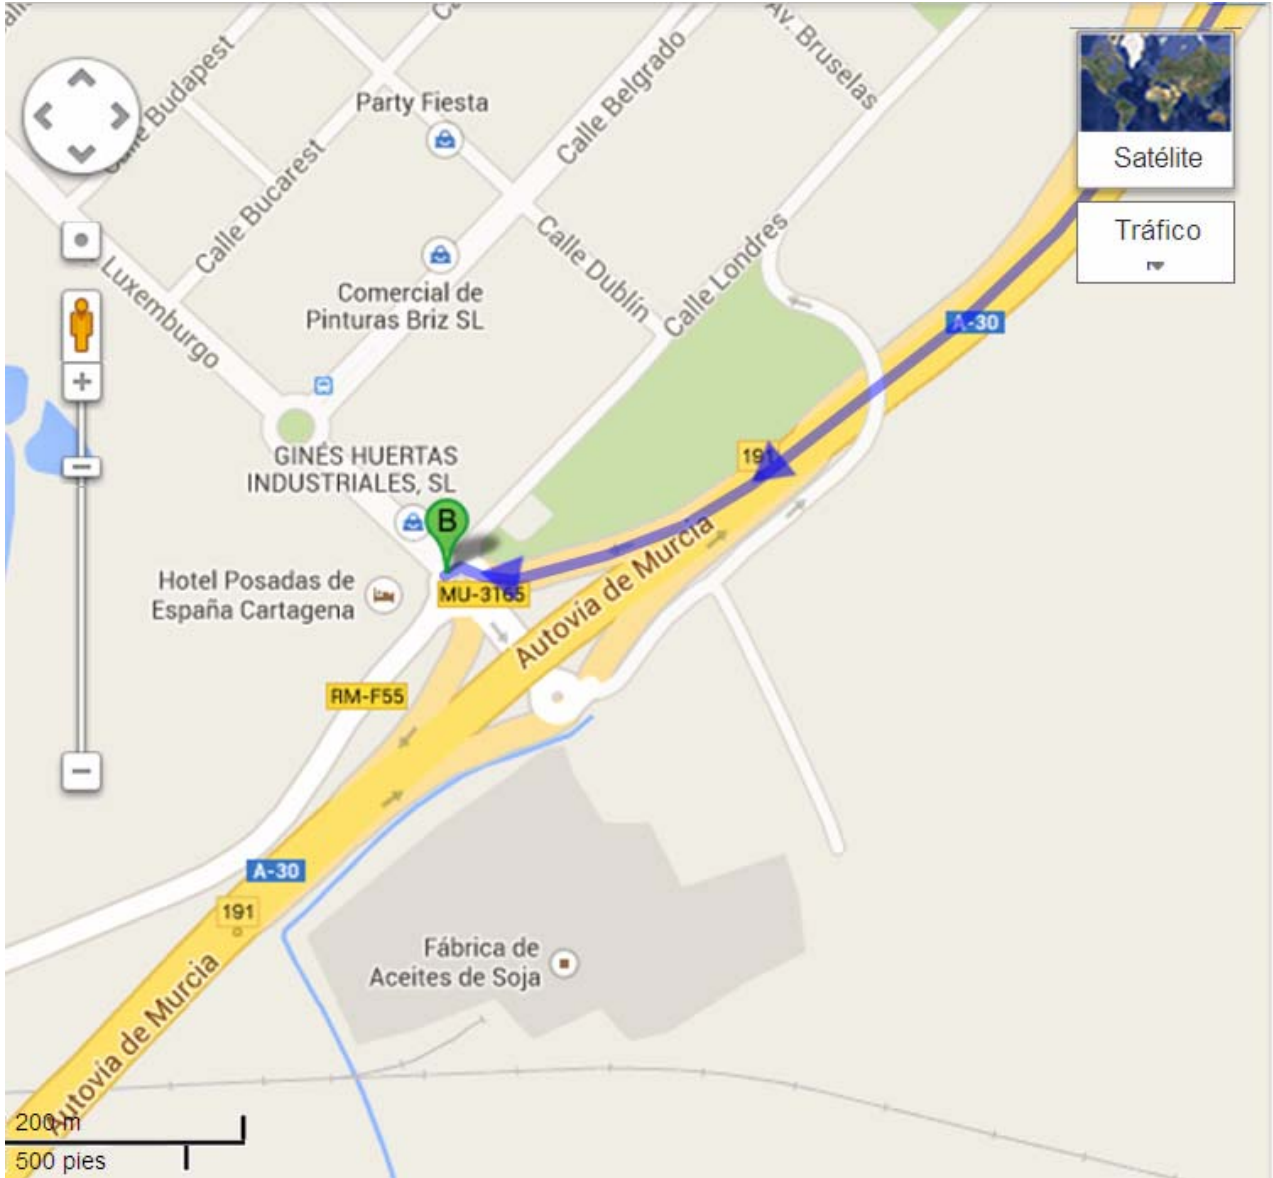 Av. Bruselas
Calle Budapest
Party Fiesta
Calle Belgrado
Satélite
Calle Bucarest
Tráfico
Calle Dublín
Calle Londres
Luxemburgo
Comercial de
Pinturas Briz SL
A-30
GINÉS HUERTAS
INDUSTRIALES, SL
191
B
Hotel Posadas de
España Cartagena
MU-3165
Autovía de Murcia
RM-F55
A-30
191
Fábrica de
Aceites de Soja
Autovía de Murcia
200 m
500 pies